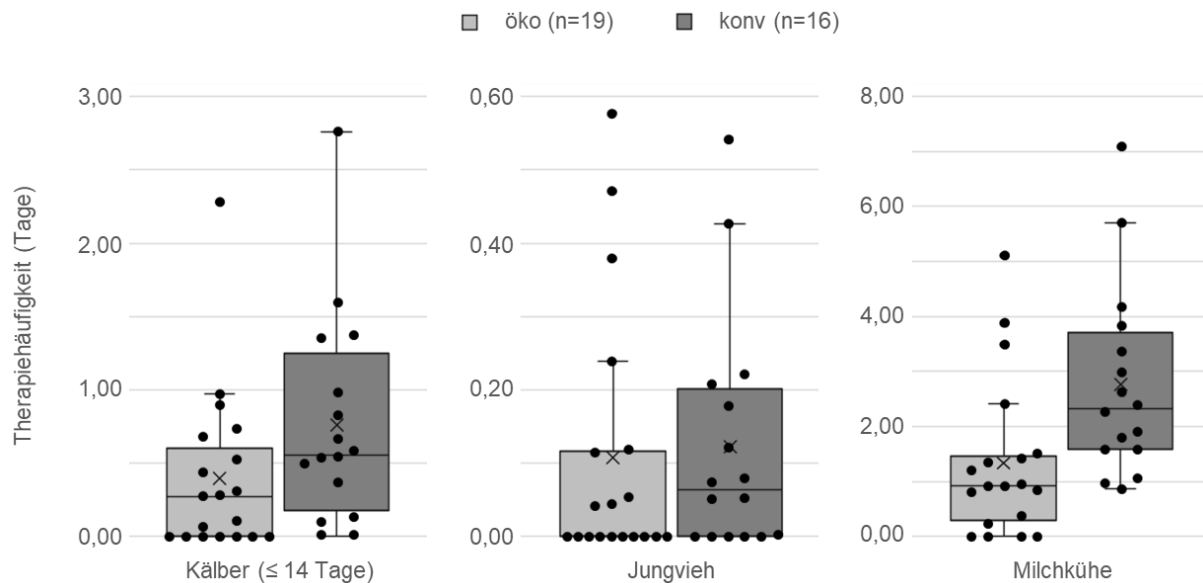 öko (n=19) konv (n=16)
Therapiehäufigkeit (Tage)
3,00
2,00
1,00
0,00
Kälber (≤ 14 Tage)
0,60
0,40
0,20
0,00
Jungvieh
8,00
6,00
4,00
2,00
0,00
Milchkühe